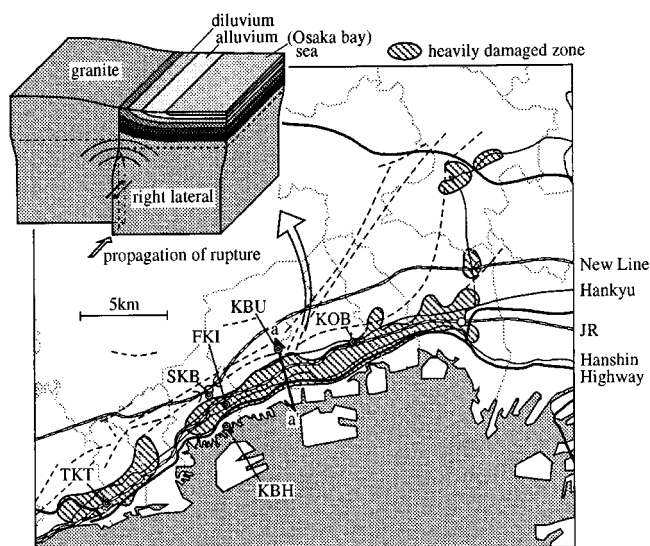 diluvium
alluvium
(Osaka bay)
sea
granite
heavily damaged zone
right lateral
propagation of rupture
5km
New Line
Hankyu
JR
Hanshin
Highway
KBU
KOB
FKI
a
SKB
a'
TKT
KBH